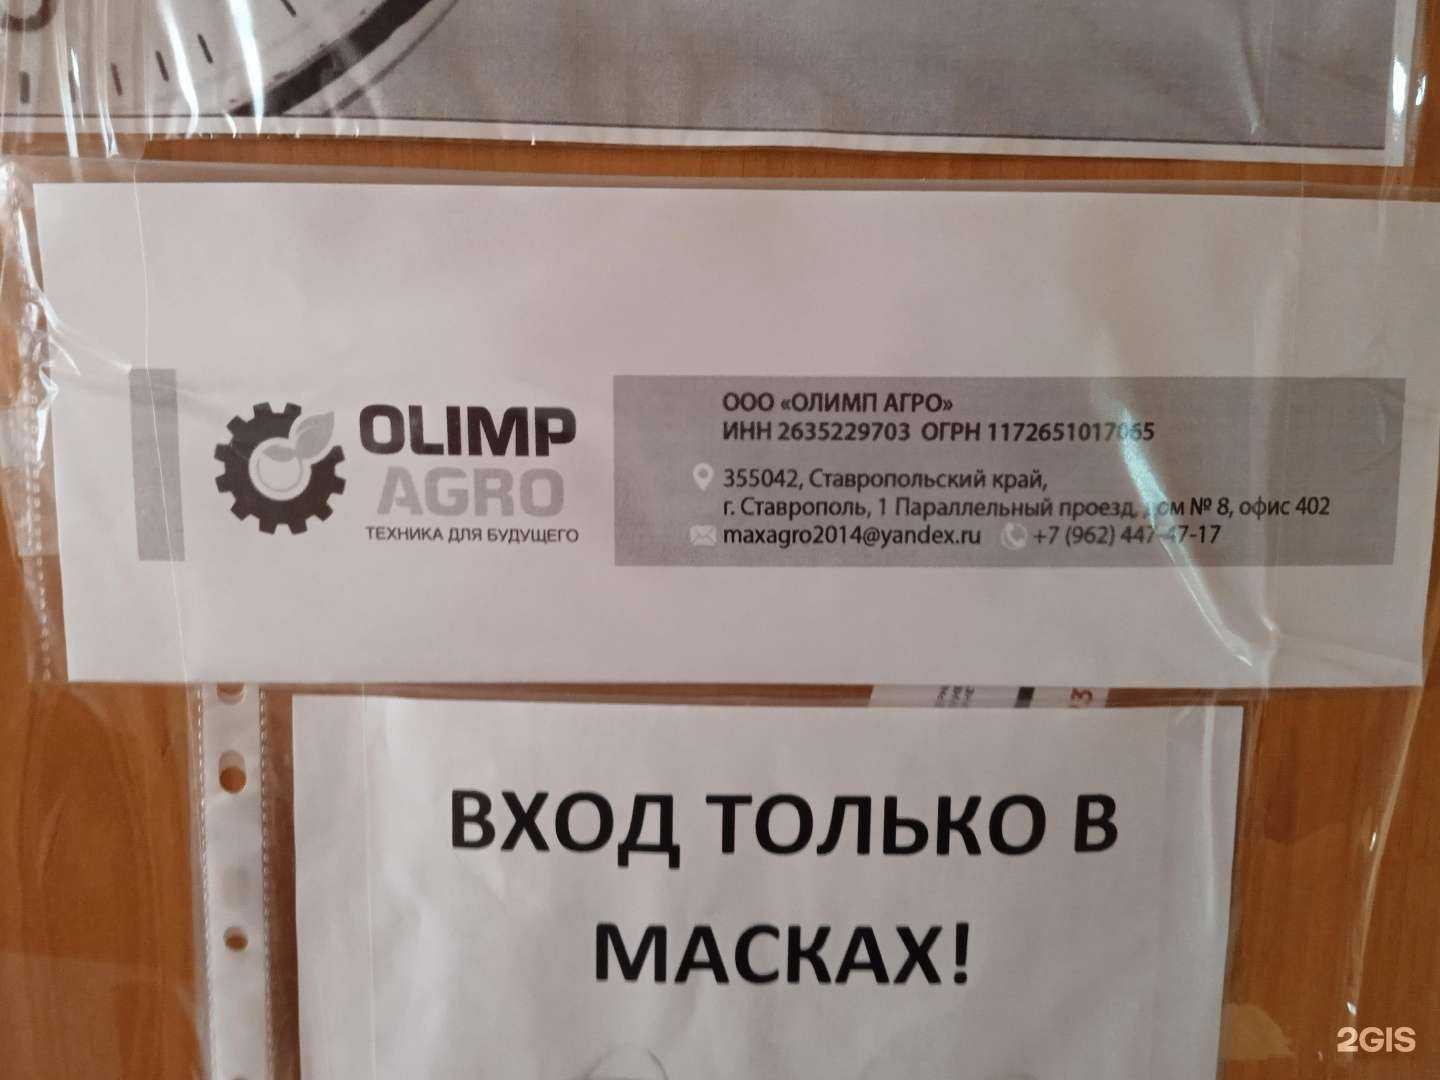 OLIMP
AGRO
ТЕХНИКА ДЛЯ БУДУЩЕГО
ООО «ОЛИМП АГРО»
ИНН 2635229703 ОГРН 1172651017065
355042, Ставропольский край,
г. Ставрополь, 1 Параллельный проезд, дом № 8, офис 402
maxagro2014@yandex.ru +7 (962) 447-47-17
ВХОД ТОЛЬКО В
МАСКАХ!
2GIS